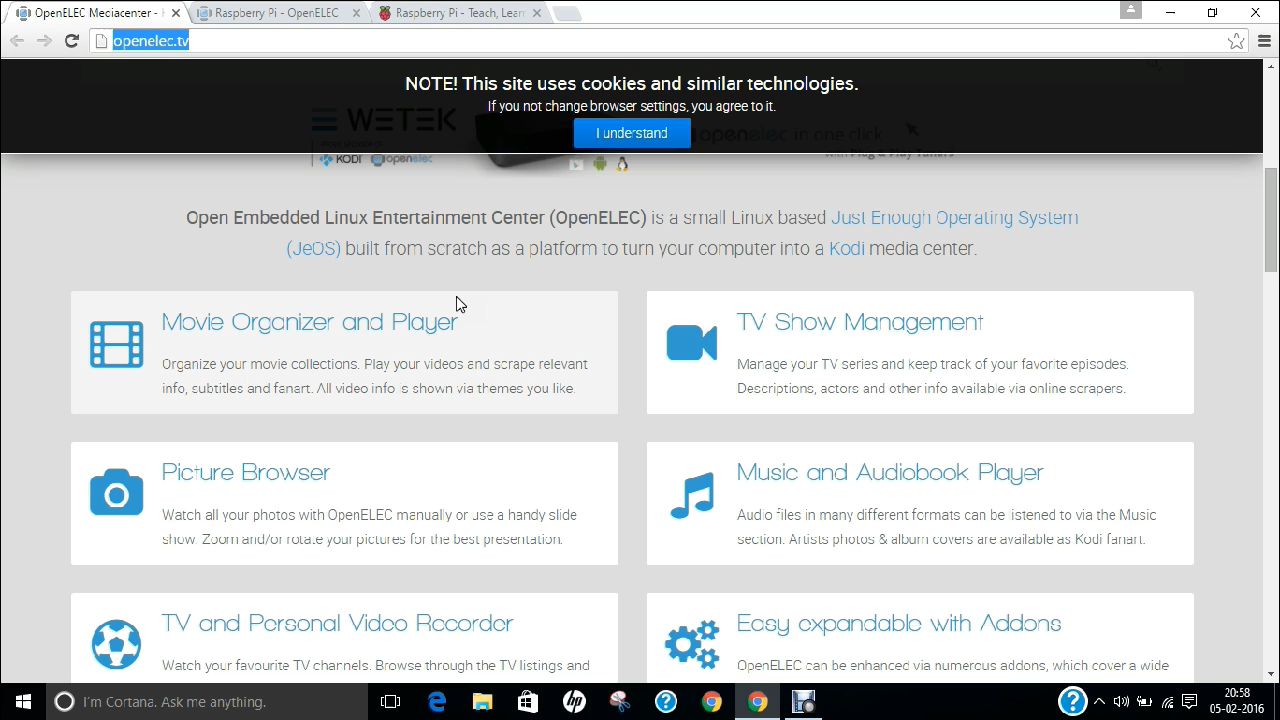 OpenELEC Mediacenter -
Raspberry Pi - OpenELEC
Raspberry Pi - Teach, Learn
openelec.tv
NOTE! This site uses cookies and similar technologies.
If you not change browser settings, you agree to it.
I understand
WETEK
openelec in one click
KODI openelec
with Plug & Play Tuners
Open Embedded Linux Entertainment Center (OpenELEC) is a small Linux based Just Enough Operating System
(JeOS) built from scratch as a platform to turn your computer into a Kodi media center.
Movie Organizer and Player
Organize your movie collections. Play your videos and scrape relevant
info, subtitles and fanart. All video info is shown via themes you like.
TV Show Management
Manage your TV series and keep track of your favorite episodes.
Descriptions, actors and other info available via online scrapers.
Picture Browser
Watch all your photos with OpenELEC manually or use a handy slide
show. Zoom and/or rotate your pictures for the best presentation.
Music and Audiobook Player
Audio files in many different formats can be listened to via the Music
section. Artists photos & album covers are available as Kodi fanart.
TV and Personal Video Recorder
Watch your favourite TV channels. Browse through the TV listings and
Easy expandable with Addons
OpenELEC can be enhanced via numerous addons, which cover a wide
I'm Cortana. Ask me anything.
20:58
05-02-2016